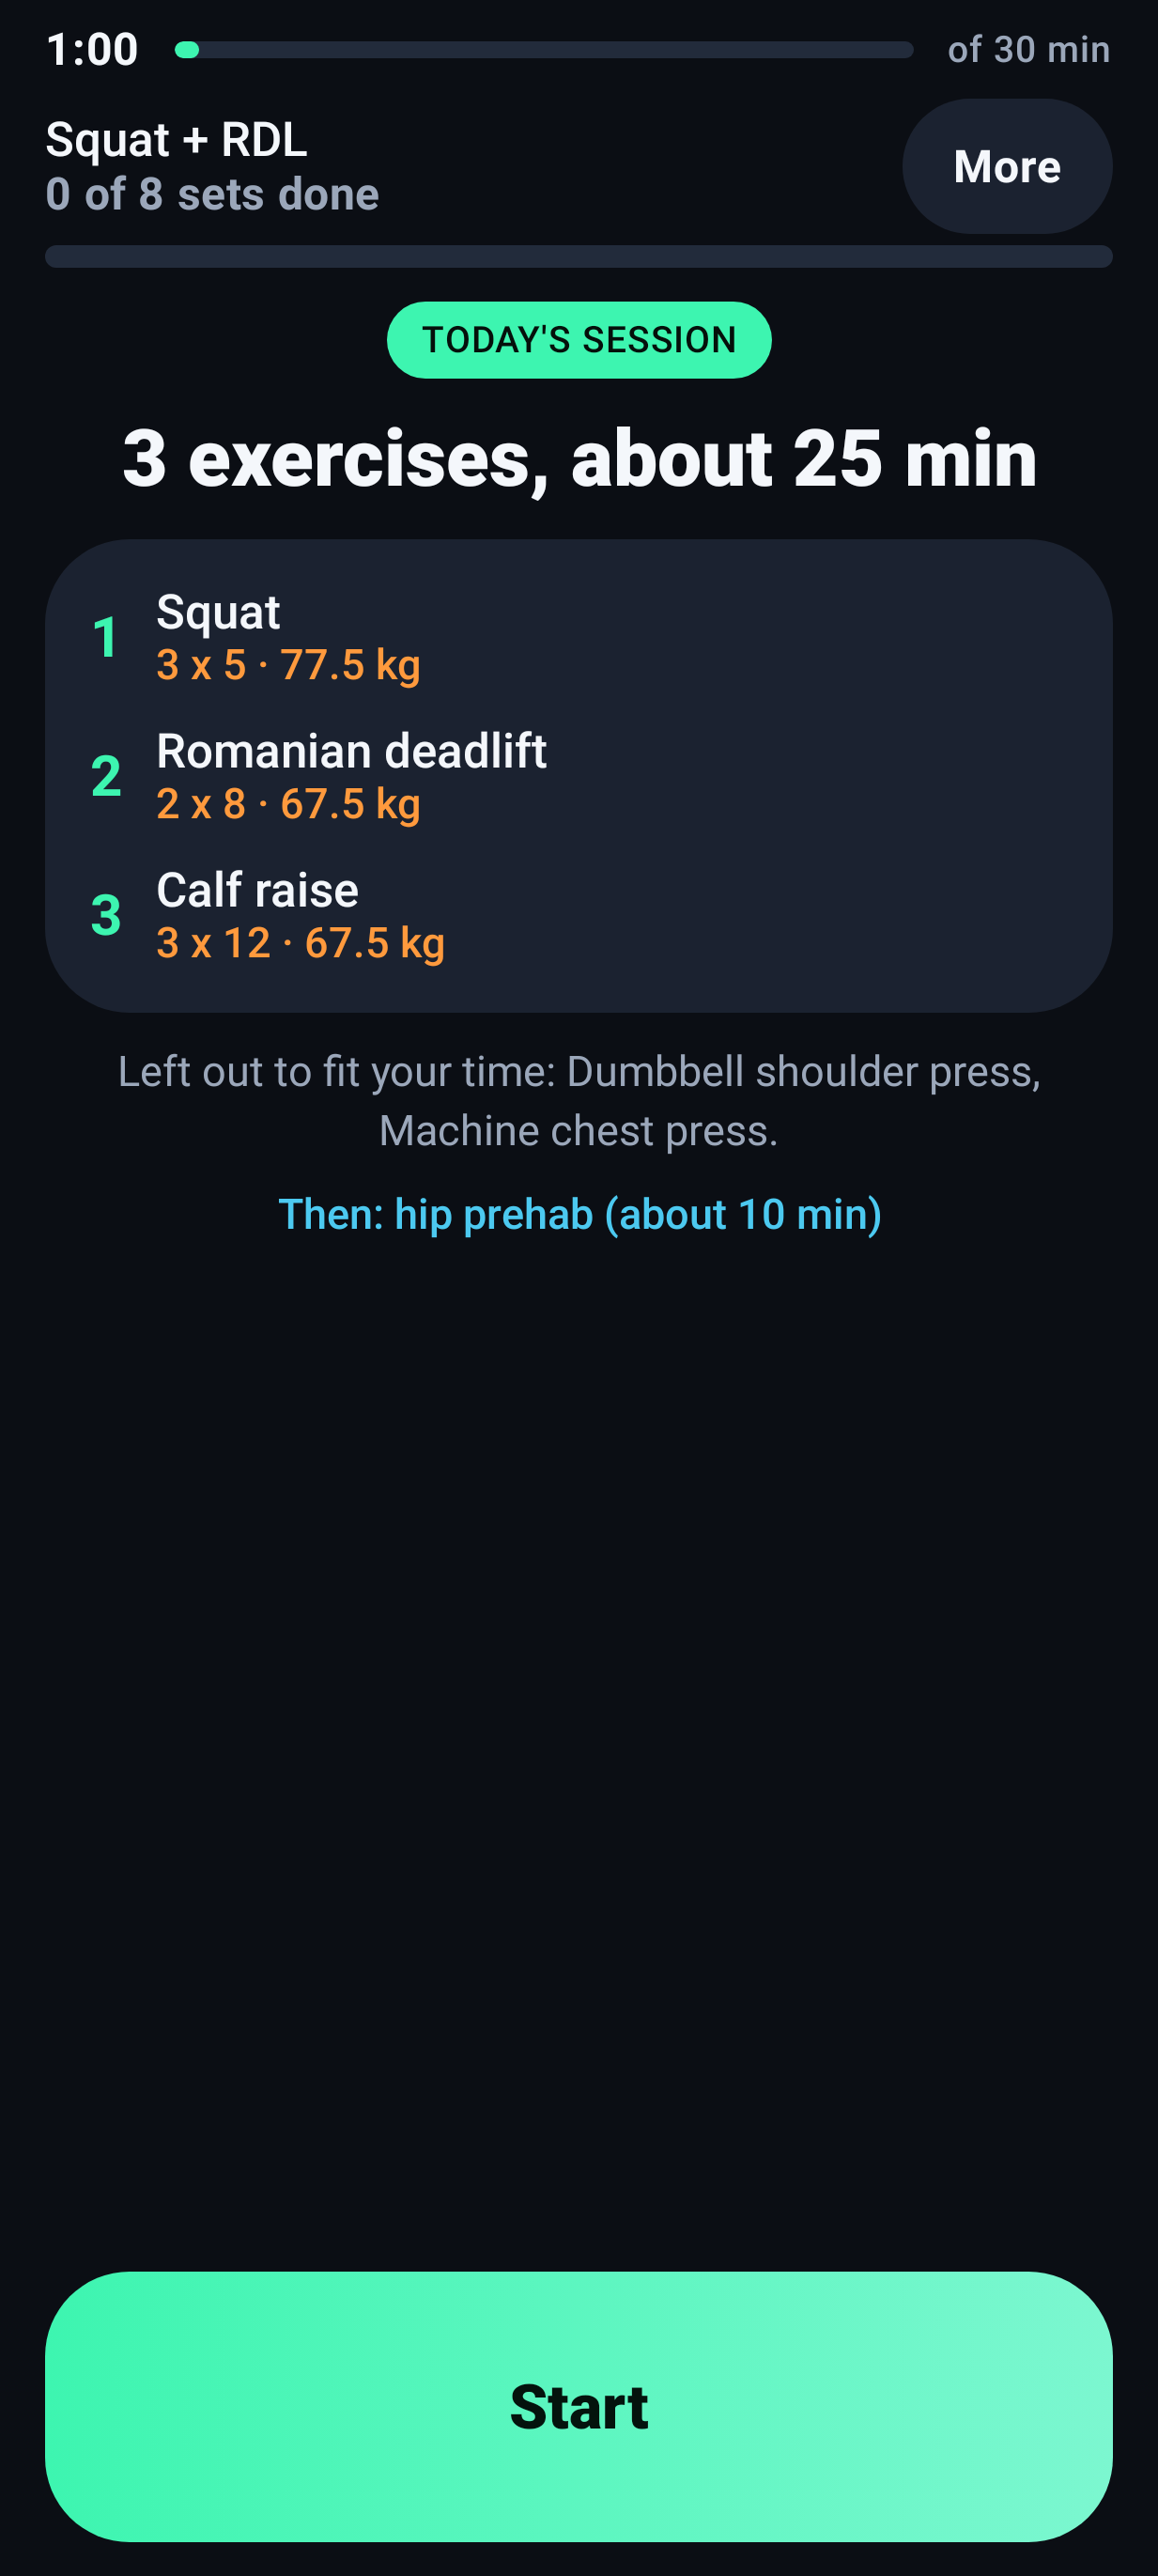 1:00
of 30 min
Squat + RDL
0 of 8 sets done
More
TODAY'S SESSION
3 exercises, about 25 min
1
Squat
3 x 5 · 77.5 kg
2
Romanian deadlift
2 x 8 · 67.5 kg
3
Calf raise
3 x 12 · 67.5 kg
Left out to fit your time: Dumbbell shoulder press,
Machine chest press.
Then: hip prehab (about 10 min)
Start